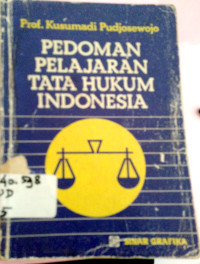 Prof. Kusumadi Pudjosewojo
PEDOMAN
PELAJARAN
TATA HUKUM
INDONESIA
SINAR GRAFIKA